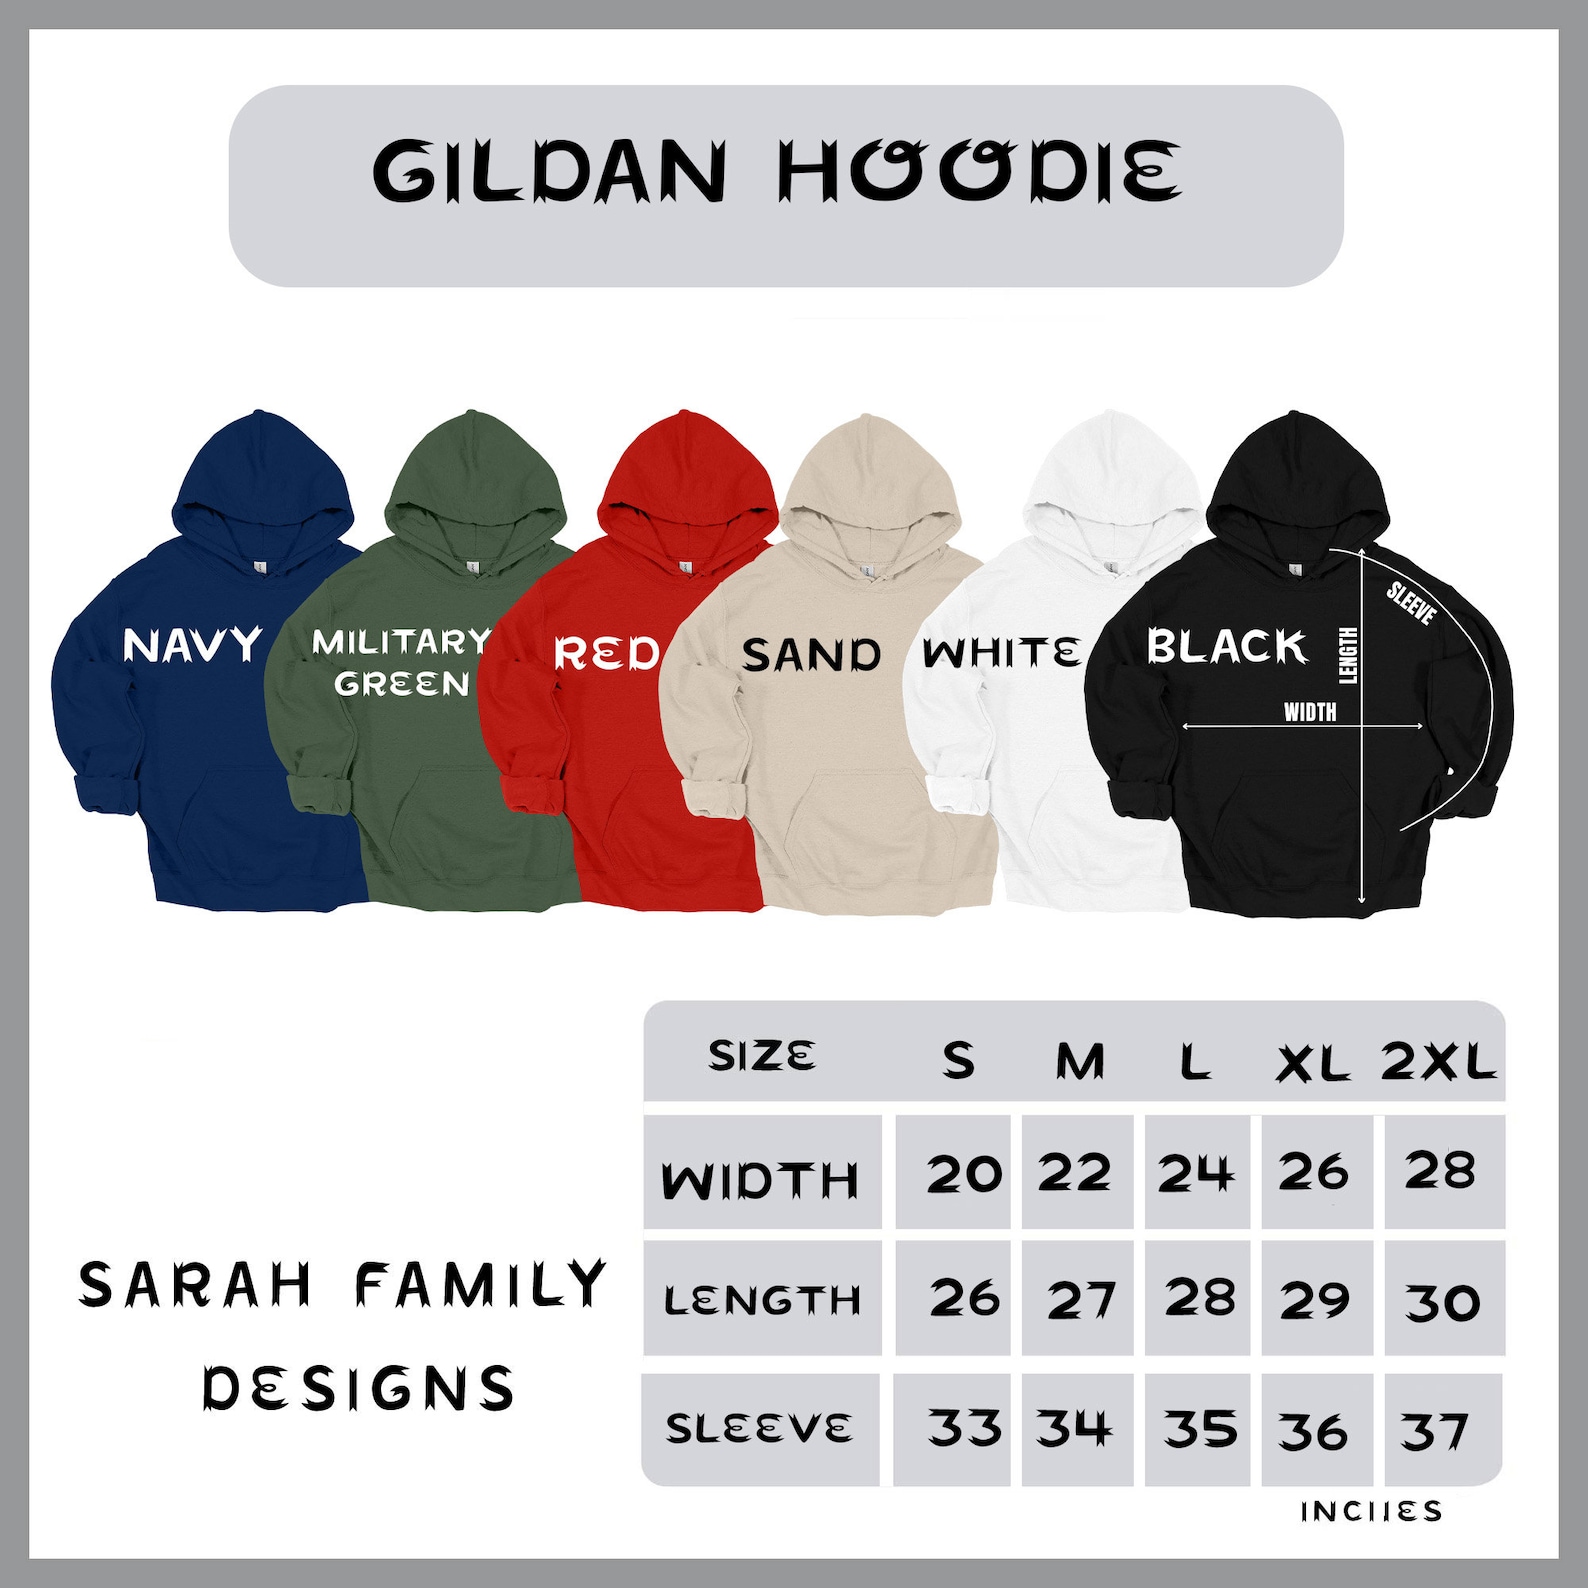 GILDAN HOODIE
NAVY
MILITARY
GREEN
RED
SAND
WHITE
BLACK
SLEEVE
LENGTH
WIDTH
SIZE S M L XL 2XL
WIDTH 20 22 24 26 28
LENGTH 26 27 28 29 30
SLEEVE 33 34 35 36 37
INCHES
SARAH FAMILY
DESIGNS